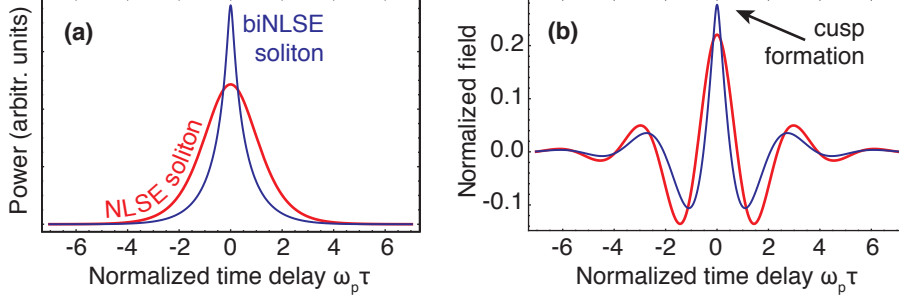 (a)
biNLSE
soliton
NLSE soliton
Power (arbitr. units)
-6 -4 -2 0 2 4 6
Normalized time delay ωpτ
(b)
cusp
formation
Normalized field
0.2
0.1
0.0
-0.1
-6 -4 -2 0 2 4 6
Normalized time delay ωpτ